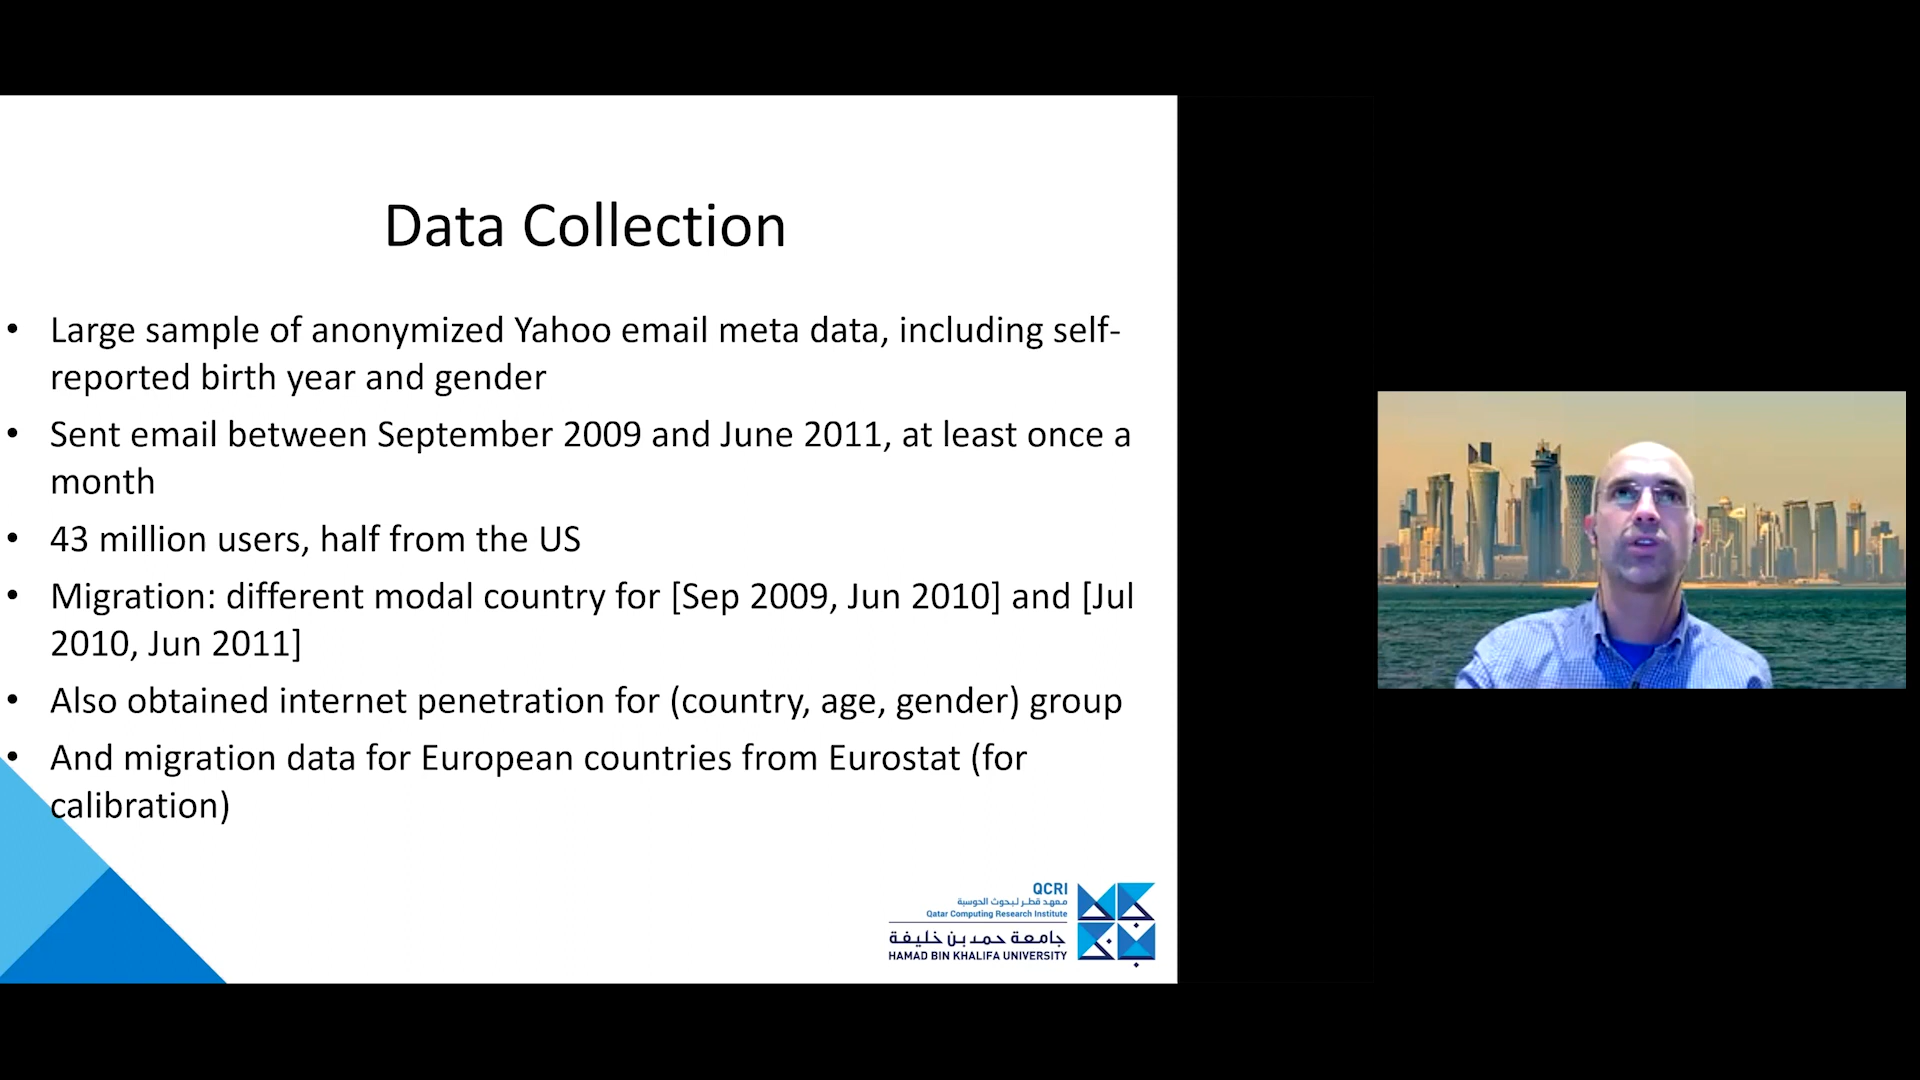 Data Collection
• Large sample of anonymized Yahoo email meta data, including self-
reported birth year and gender
• Sent email between September 2009 and June 2011, at least once a
month
• 43 million users, half from the US
• Migration: different modal country for [Sep 2009, Jun 2010] and [Jul
2010, Jun 2011]
• Also obtained internet penetration for (country, age, gender) group
• And migration data for European countries from Eurostat (for
calibration)
QCRI
معهد قطر لبحوث الحوسبة
Qatar Computing Research Institute
جامعة حمد بن خليفة
HAMAD BIN KHALIFA UNIVERSITY